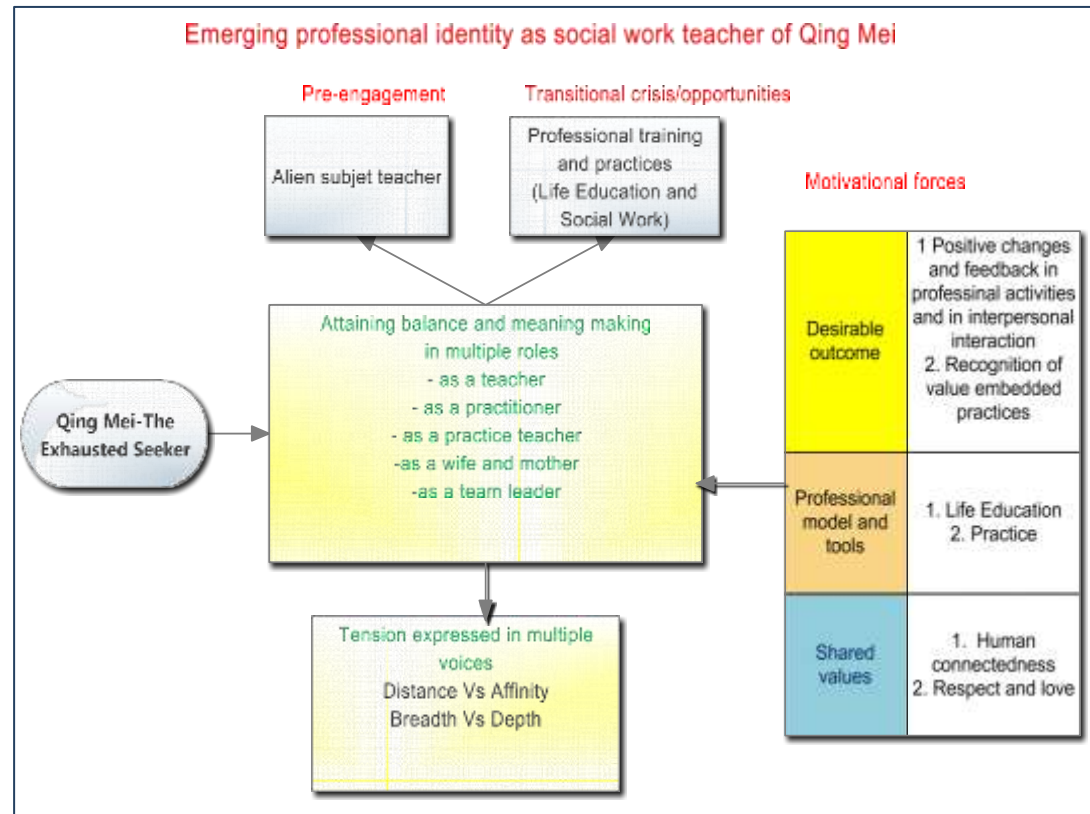 Emerging professional identity as social work teacher of Qing Mei
Pre-engagement
Transitional crisis/opportunities
Alien subjet teacher
Professional training
and practices
(Life Education and
Social Work)
Motivational forces
Qing Mei-The
Exhausted Seeker
Attaining balance and meaning making
in multiple roles
- as a teacher
- as a practitioner
- as a practice teacher
-as a wife and mother
-as a team leader
Desirable
outcome
1 Positive changes
and feedback in
professinal activities
and in interpersonal
interaction
2. Recognition of
value embedded
practices
Professional
model and
tools
1. Life Education
2. Practice
Shared
values
1. Human
connectedness
2. Respect and love
Tension expressed in multiple
voices
Distance Vs Affinity
Breadth Vs Depth